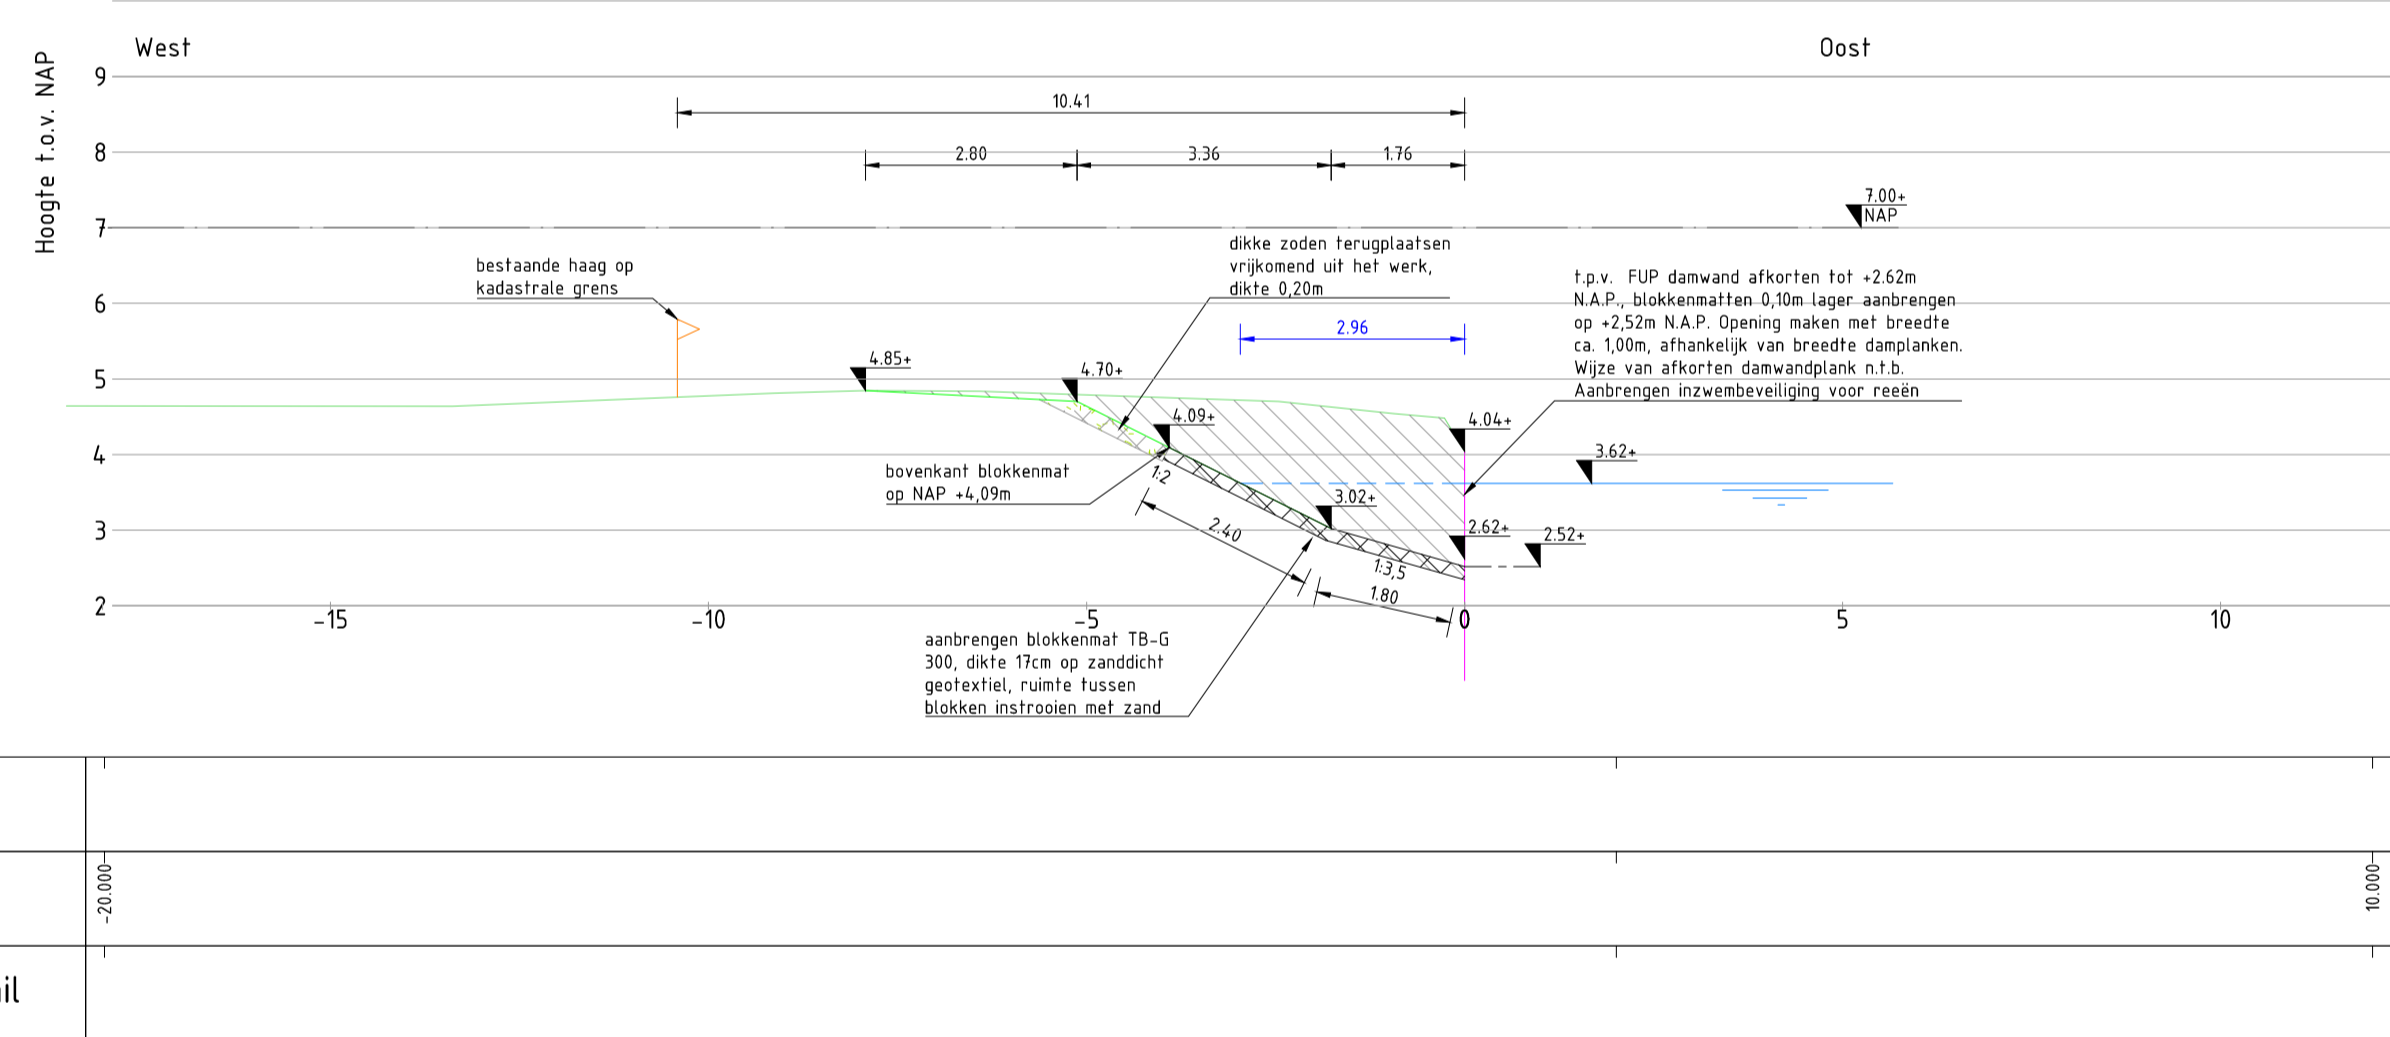 West
Oost
Hoogte t.o.v. NAP
9
8
7
6
5
4
3
2
10.41
2.80
3.36
1.76
7.00+
NAP
bestaande haag op
kadastrale grens
dikke zoden terugplaatsen
vrijkomend uit het werk,
dikte 0,20m
t.p.v. FUP damwand afkorten tot +2.62m
N.A.P., blokkenmatten 0,10m lager aanbrengen
op +2,52m N.A.P. Opening maken met breedte
ca. 1,00m, afhankelijk van breedte damplanken.
Wijze van afkorten damwandplank n.t.b.
Aanbrengen inzwembeveiliging voor reeën
2.96
4.85+
4.70+
4.09+
4.04+
3.62+
bovenkant blokkenmat
op NAP +4,09m
1:2
3.02+
2.40
2.62+
2.52+
1:3,5
1.80
-15
-10
-5
0
5
10
aanbrengen blokkenmat TB-G
300, dikte 17cm op zanddicht
geotextiel, ruimte tussen
blokken instrooien met zand
-20.000
10.000
il